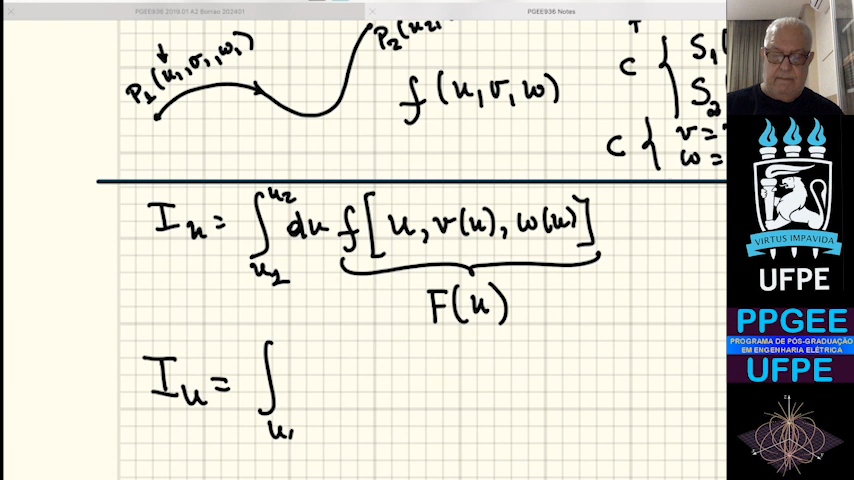 PGEE936 2019.01 A2 Borreo 202401
PGEE936 Notes
P1(u1,v1,w1)
P2(u2,
f(u,v,w)
C { S1(
S2
C { v=
w=
Iu= ∫ u2 u2 du f[u,v(u),w(u)]
F(u)
Iu= ∫ u1
VIRTUS IMPAVIDA
UFPE
PPGEE
PROGRAMA DE PÓS-GRADUAÇÃO
EM ENGENHARIA ELÉTRICA
UFPE